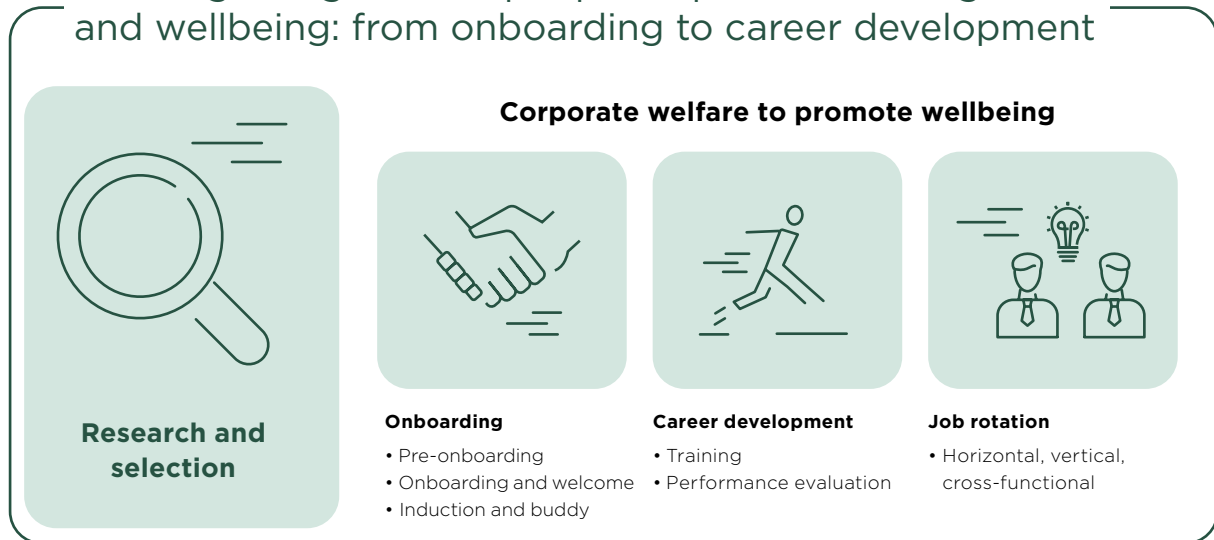 and wellbeing: from onboarding to career development
Corporate welfare to promote wellbeing
Research and
selection
Onboarding
• Pre-onboarding
• Onboarding and welcome
• Induction and buddy
Career development
• Training
• Performance evaluation
Job rotation
• Horizontal, vertical,
cross-functional